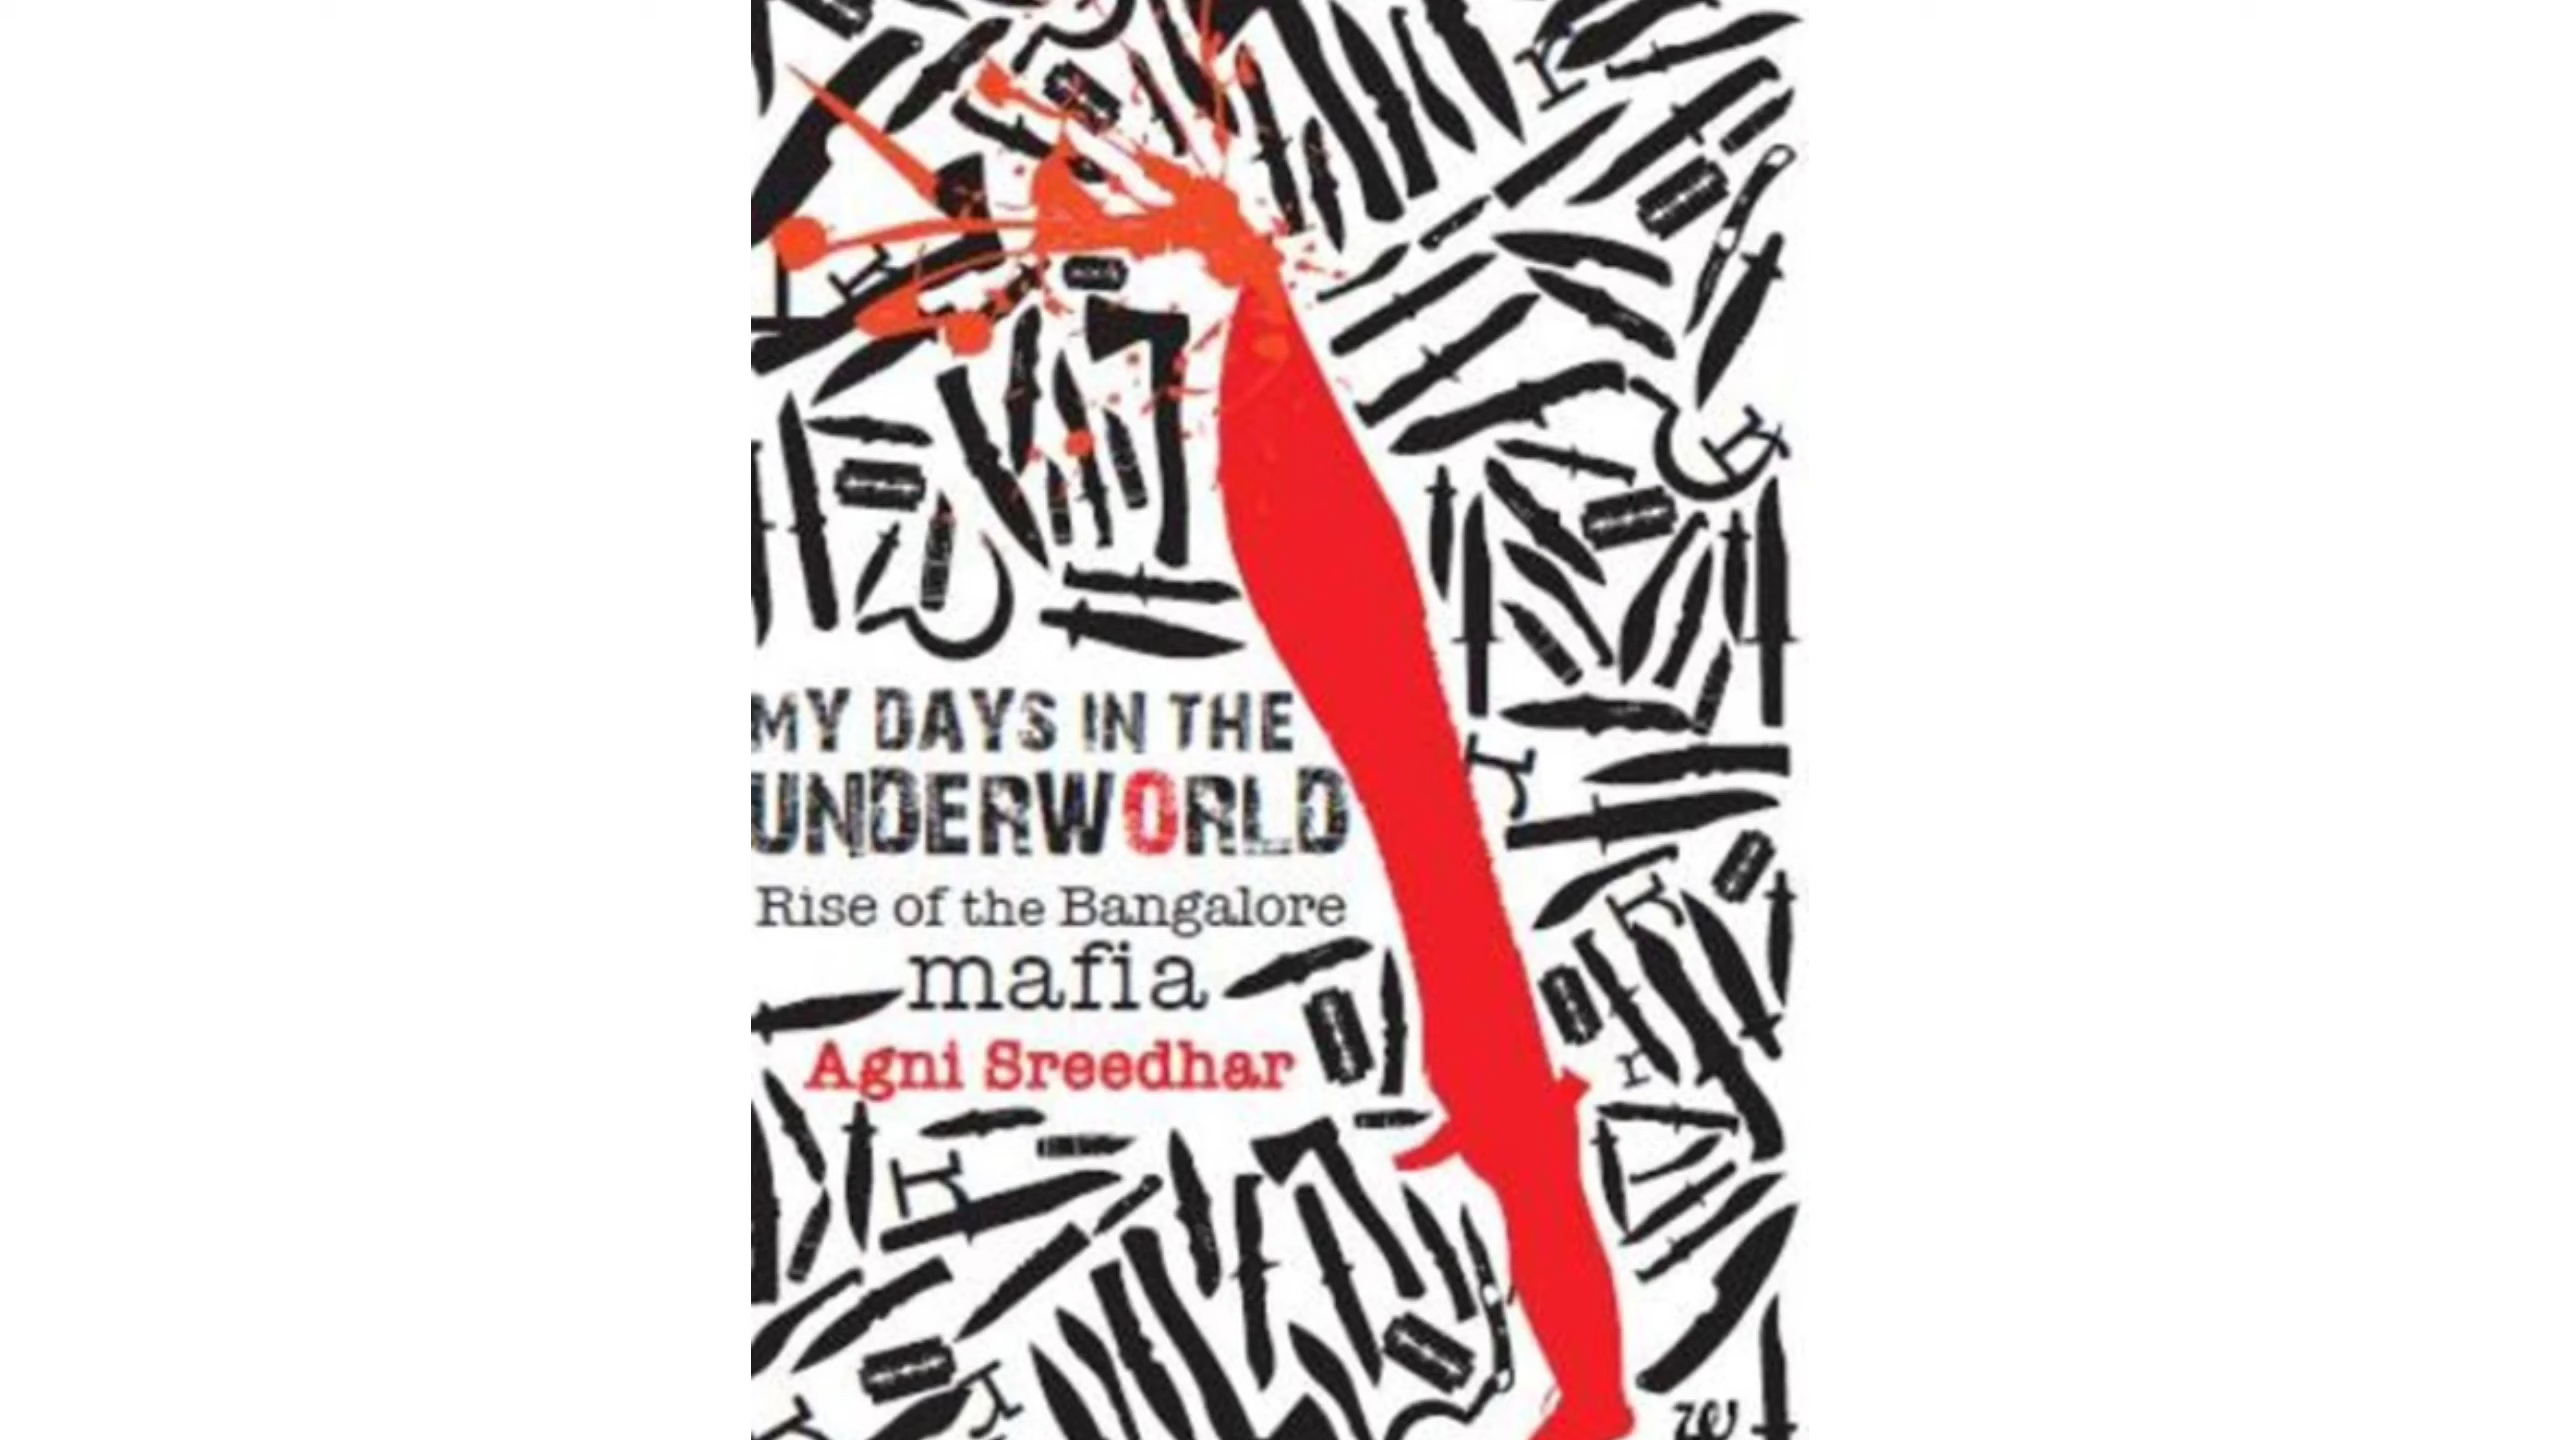 MY DAYS IN THE
UNDERWORLD
Rise of the Bangalore
mafia
Agni Sreedhar
w